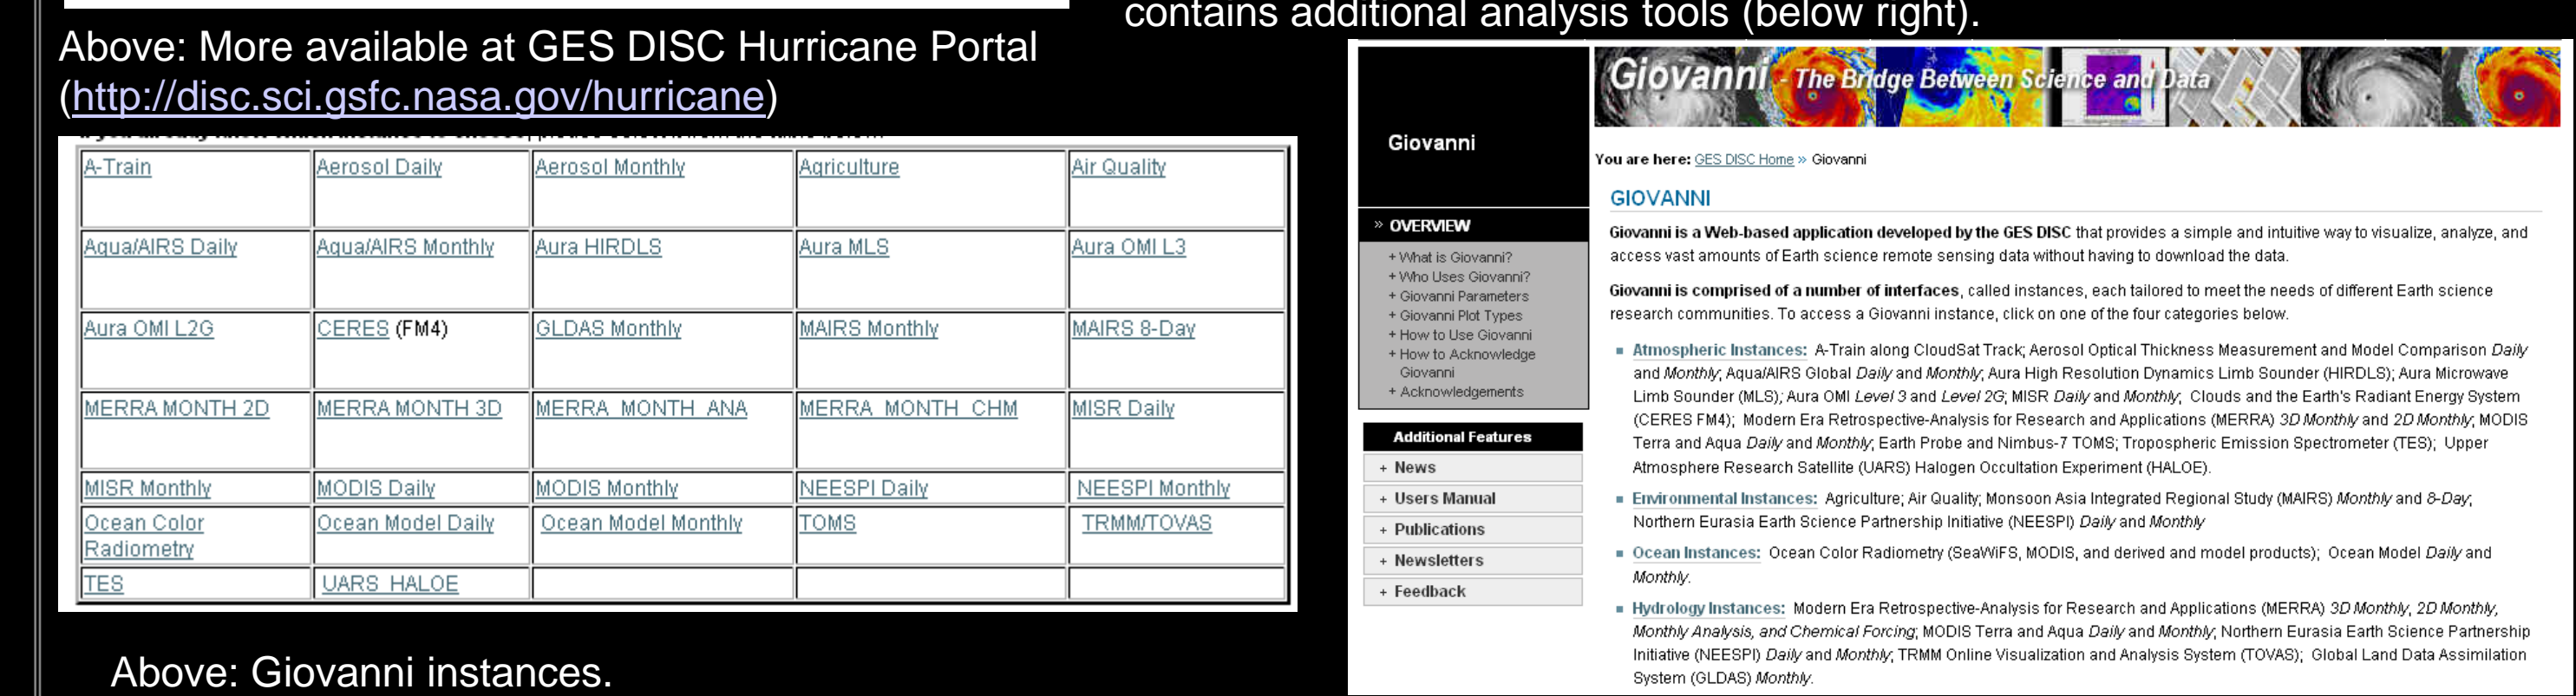 contains additional analysis tools (below right).
Above: More available at GES DISC Hurricane Portal
(http://disc.sci.gsfc.nasa.gov/hurricane)
A-Train Aerosol Daily Aerosol Monthly Agriculture Air Quality
Aqua/AIRS Daily Aqua/AIRS Monthly Aura HIRDLS Aura MLS Aura OMI L3
Aura OMI L2G CERES (FM4) GLDAS Monthly MAIRS Monthly MAIRS 8-Day
MERRA MONTH 2D MERRA MONTH 3D MERRA_MONTH_ANA MERRA_MONTH_CHM MISR Daily
MISR Monthly MODIS Daily MODIS Monthly NEESPI Daily NEESPI Monthly
Ocean Color Ocean Model Daily Ocean Model Monthly TOMS TRMM/TOVAS
Radiometry
TES UARS_HALOE
Above: Giovanni instances.
Giovanni - The Bridge Between Science and Data
Giovanni
» OVERVIEW
+ What is Giovanni?
+ Who Uses Giovanni?
+ Giovanni Parameters
+ Giovanni Plot Types
+ How to Use Giovanni
+ How to Acknowledge
Giovanni
+ Acknowledgements
Additional Features
+ News
+ Users Manual
+ Publications
+ Newsletters
+ Feedback
You are here: GES DISC Home » Giovanni
GIOVANNI
Giovanni is a Web-based application developed by the GES DISC that provides a simple and intuitive way to visualize, analyze, and
access vast amounts of Earth science remote sensing data without having to download the data.
Giovanni is comprised of a number of interfaces, called instances, each tailored to meet the needs of different Earth science
research communities. To access a Giovanni instance, click on one of the four categories below.
Atmospheric Instances: A-Train along CloudSat Track; Aerosol Optical Thickness Measurement and Model Comparison Daily
and Monthly; Aqua/AIRS Global Daily and Monthly; Aura High Resolution Dynamics Limb Sounder (HIRDLS); Aura Microwave
Limb Sounder (MLS); Aura OMI Level 3 and Level 2G; MISR Daily and Monthly; Clouds and the Earth's Radiant Energy System
(CERES FM4); Modern Era Retrospective-Analysis for Research and Applications (MERRA) 3D Monthly and 2D Monthly; MODIS
Terra and Aqua Daily and Monthly; Earth Probe and Nimbus-7 TOMS; Tropospheric Emission Spectrometer (TES); Upper
Atmosphere Research Satellite (UARS) Halogen Occultation Experiment (HALOE).
Environmental Instances: Agriculture; Air Quality; Monsoon Asia Integrated Regional Study (MAIRS) Monthly and 8-Day;
Northern Eurasia Earth Science Partnership Initiative (NEESPI) Daily and Monthly
Ocean Instances: Ocean Color Radiometry (SeaWiFS, MODIS, and derived and model products); Ocean Model Daily and
Monthly.
Hydrology Instances: Modern Era Retrospective-Analysis for Research and Applications (MERRA) 3D Monthly, 2D Monthly,
Monthly Analysis, and Chemical Forcing; MODIS Terra and Aqua Daily and Monthly; Northern Eurasia Earth Science Partnership
Initiative (NEESPI) Daily and Monthly; TRMM Online Visualization and Analysis System (TOVAS); Global Land Data Assimilation
System (GLDAS) Monthly.